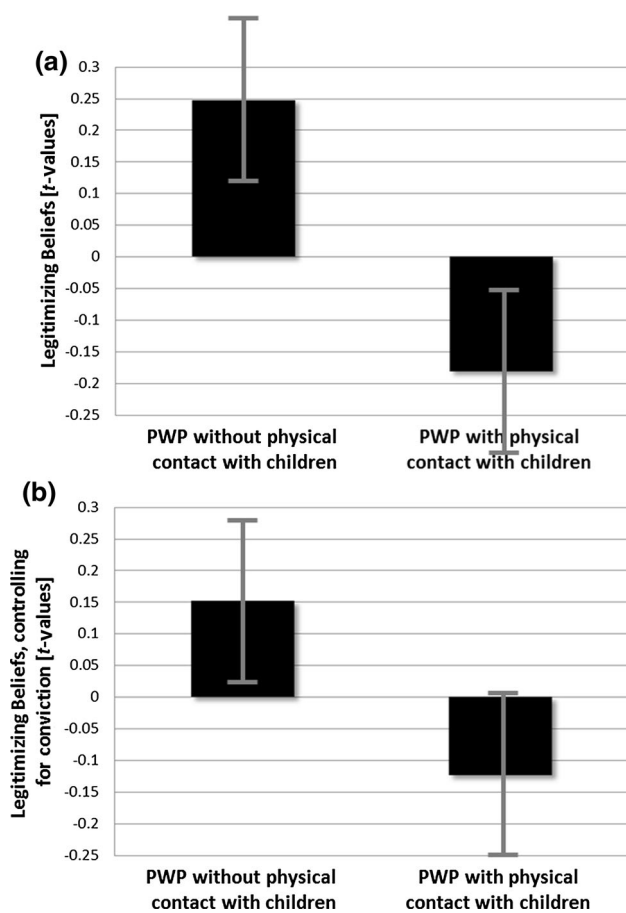 (a)
Legitimizing Beliefs [t-values]
0.3
0.25
0.2
0.15
0.1
0.05
0
-0.05
-0.1
-0.15
-0.2
-0.25
PWP without physical
contact with children
PWP with physical
contact with children
(b)
Legitimizing Beliefs, controlling
for conviction [t-values]
0.3
0.25
0.2
0.15
0.1
0.05
0
-0.05
-0.1
-0.15
-0.2
-0.25
PWP without physical
contact with children
PWP with physical
contact with children